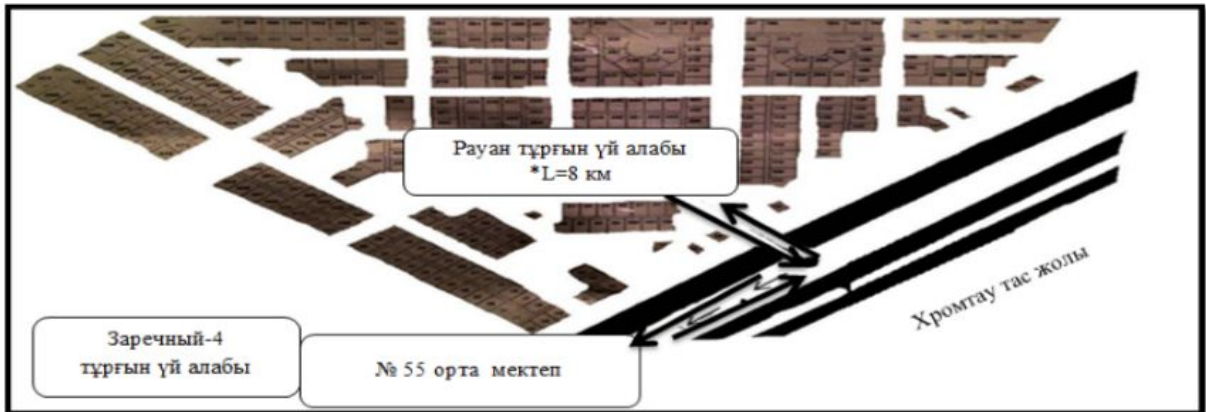 Рауан тұрғын үй алабы
*L=8 км
Хромтау тас жолы
Заречный-4
тұрғын үй алабы
№ 55 орта мектеп